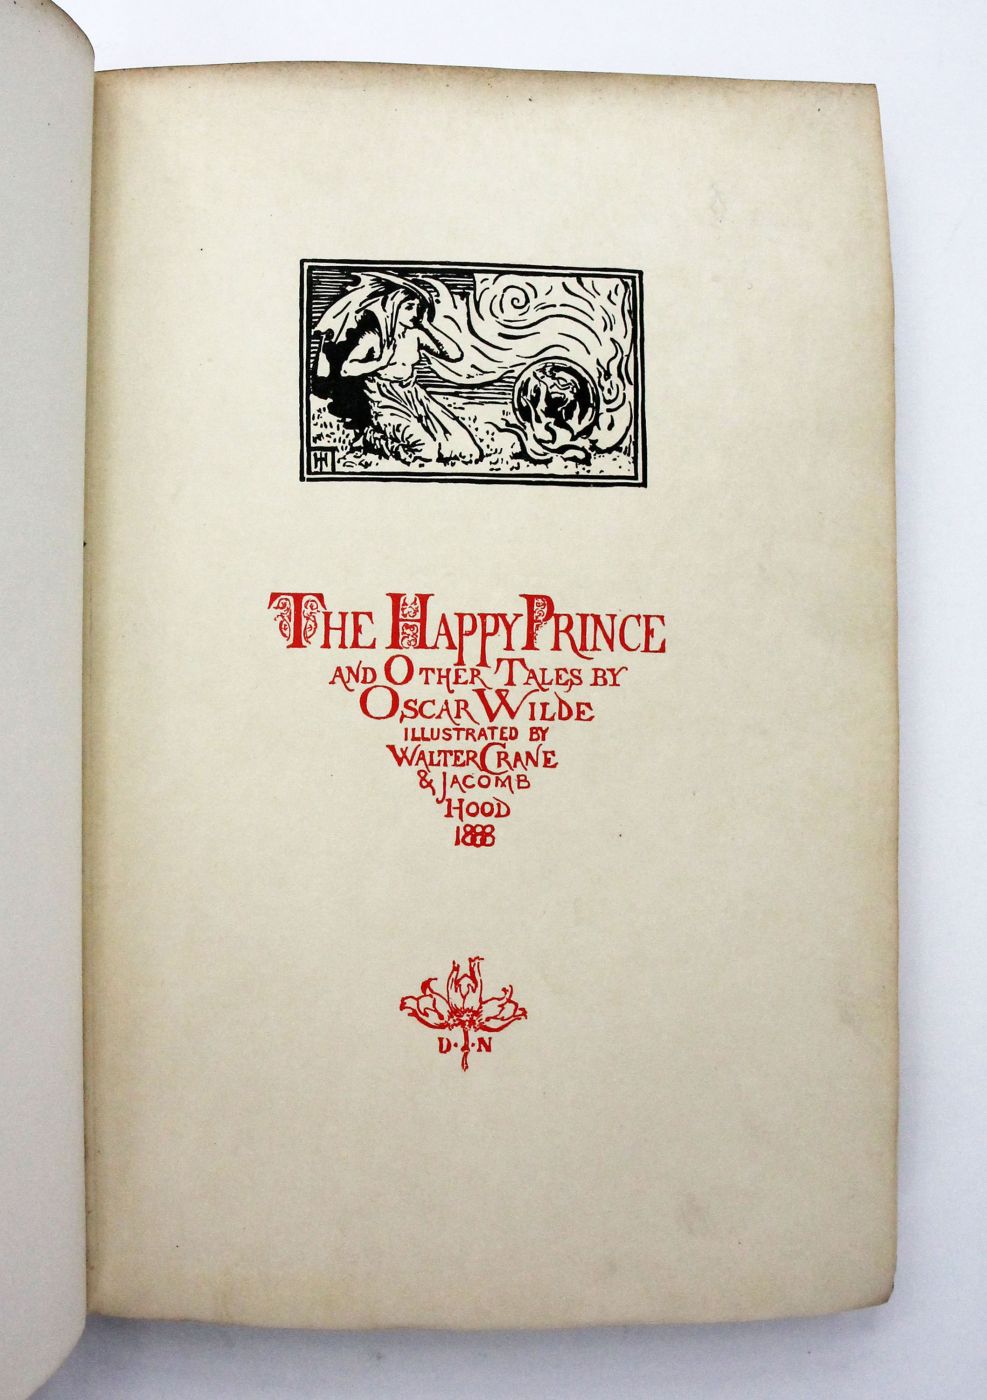 THE HAPPY PRINCE
AND OTHER TALES BY
OSCAR WILDE
ILLUSTRATED BY
WALTER CRANE
& JACOMB
HOOD
1888
D·N